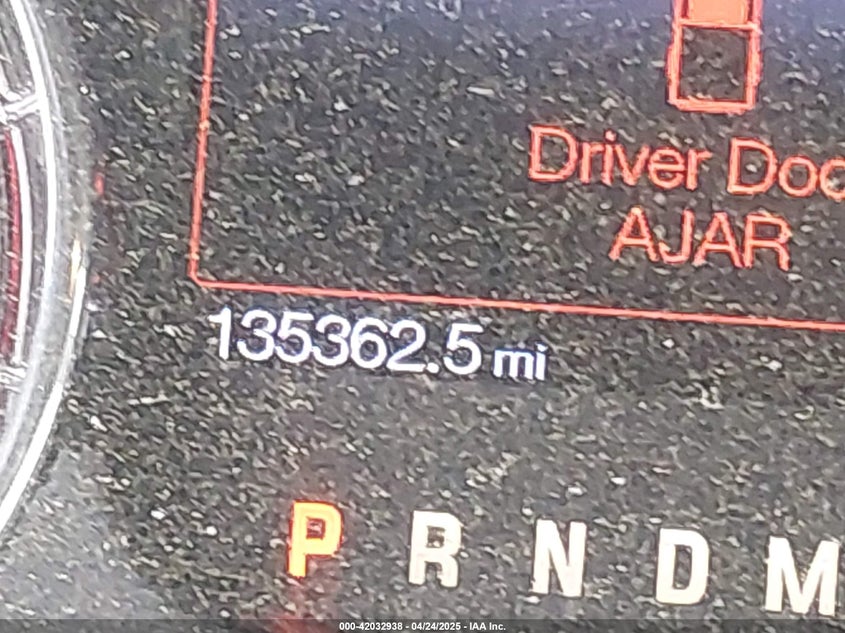 Driver Doo
AJAR
135362.5 mi
P R N D M
000-42032938 - 04/24/2025 - IAA Inc.